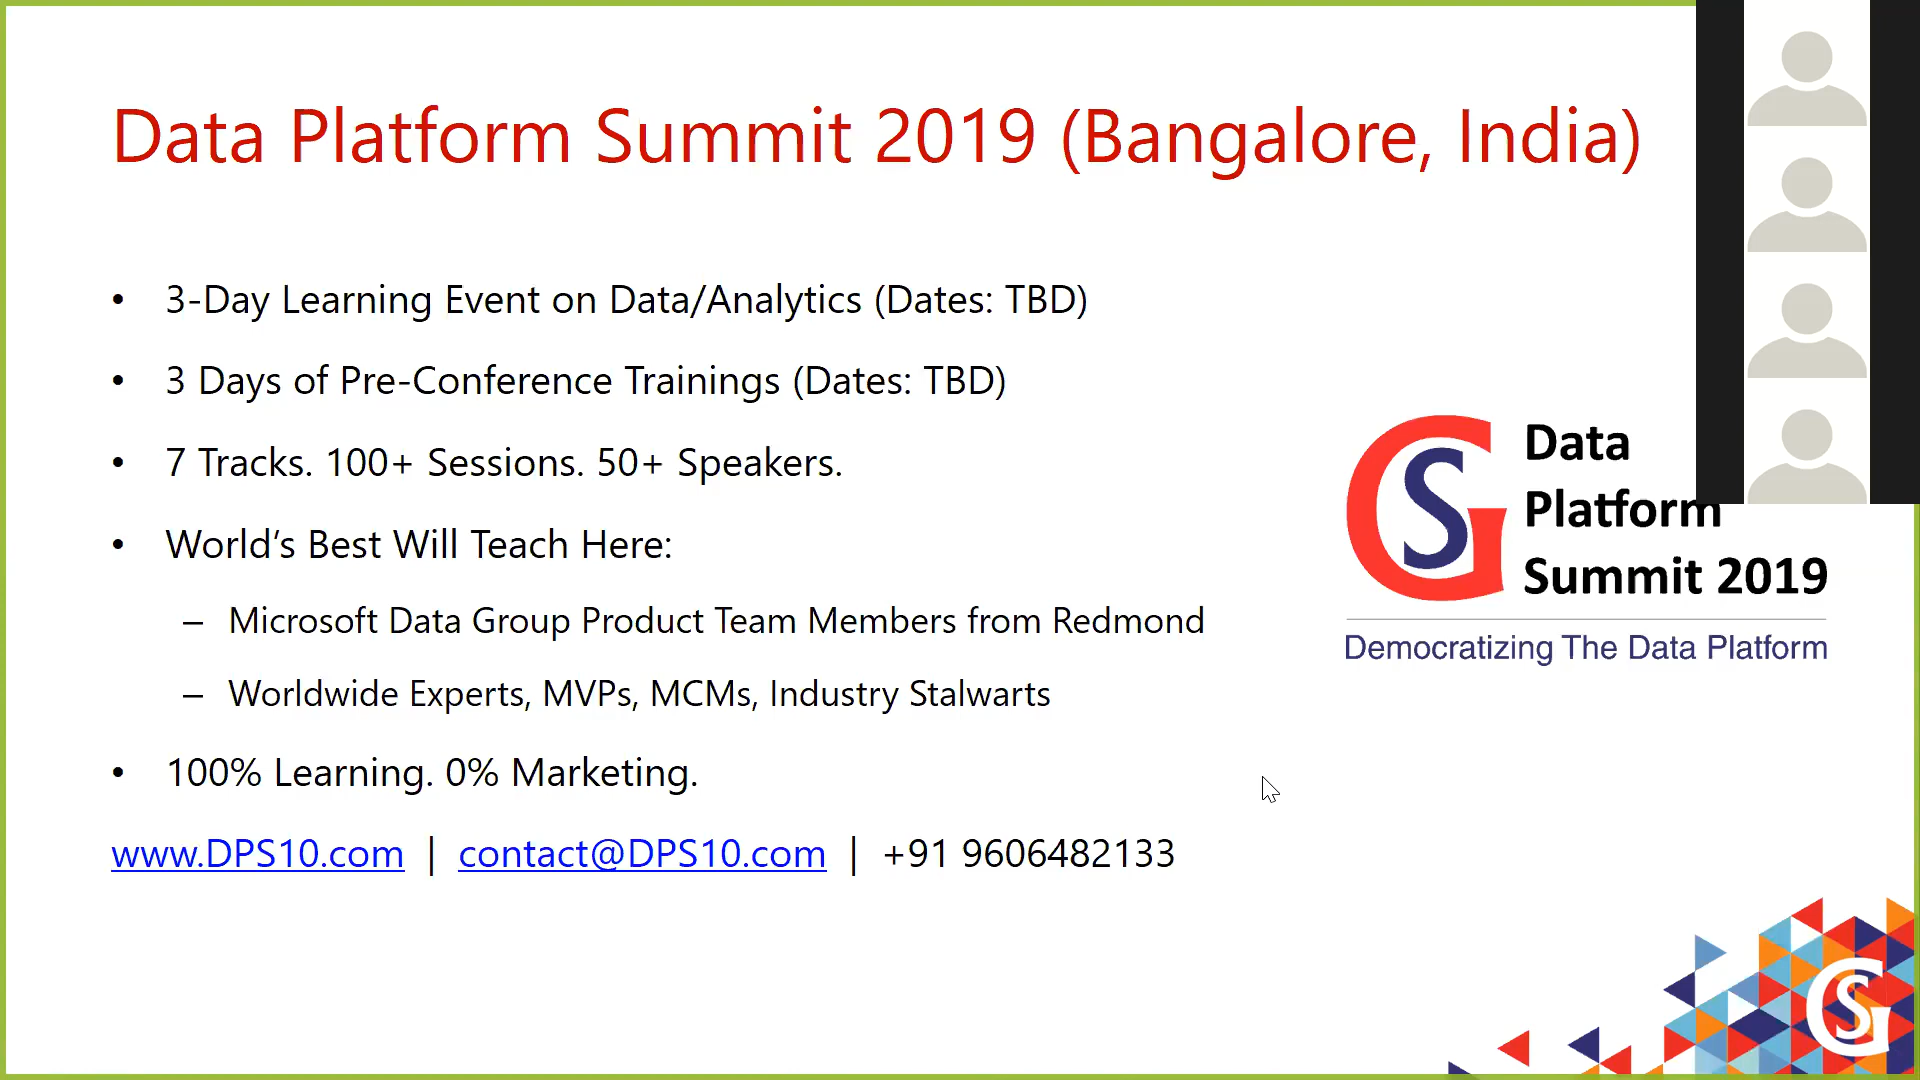 Data Platform Summit 2019 (Bangalore, India)
• 3-Day Learning Event on Data/Analytics (Dates: TBD)
• 3 Days of Pre-Conference Trainings (Dates: TBD)
• 7 Tracks. 100+ Sessions. 50+ Speakers.
• World’s Best Will Teach Here:
– Microsoft Data Group Product Team Members from Redmond
– Worldwide Experts, MVPs, MCMs, Industry Stalwarts
• 100% Learning. 0% Marketing.
www.DPS10.com | contact@DPS10.com | +91 9606482133
GS
Data
Platform
Summit 2019
Democratizing The Data Platform
GS